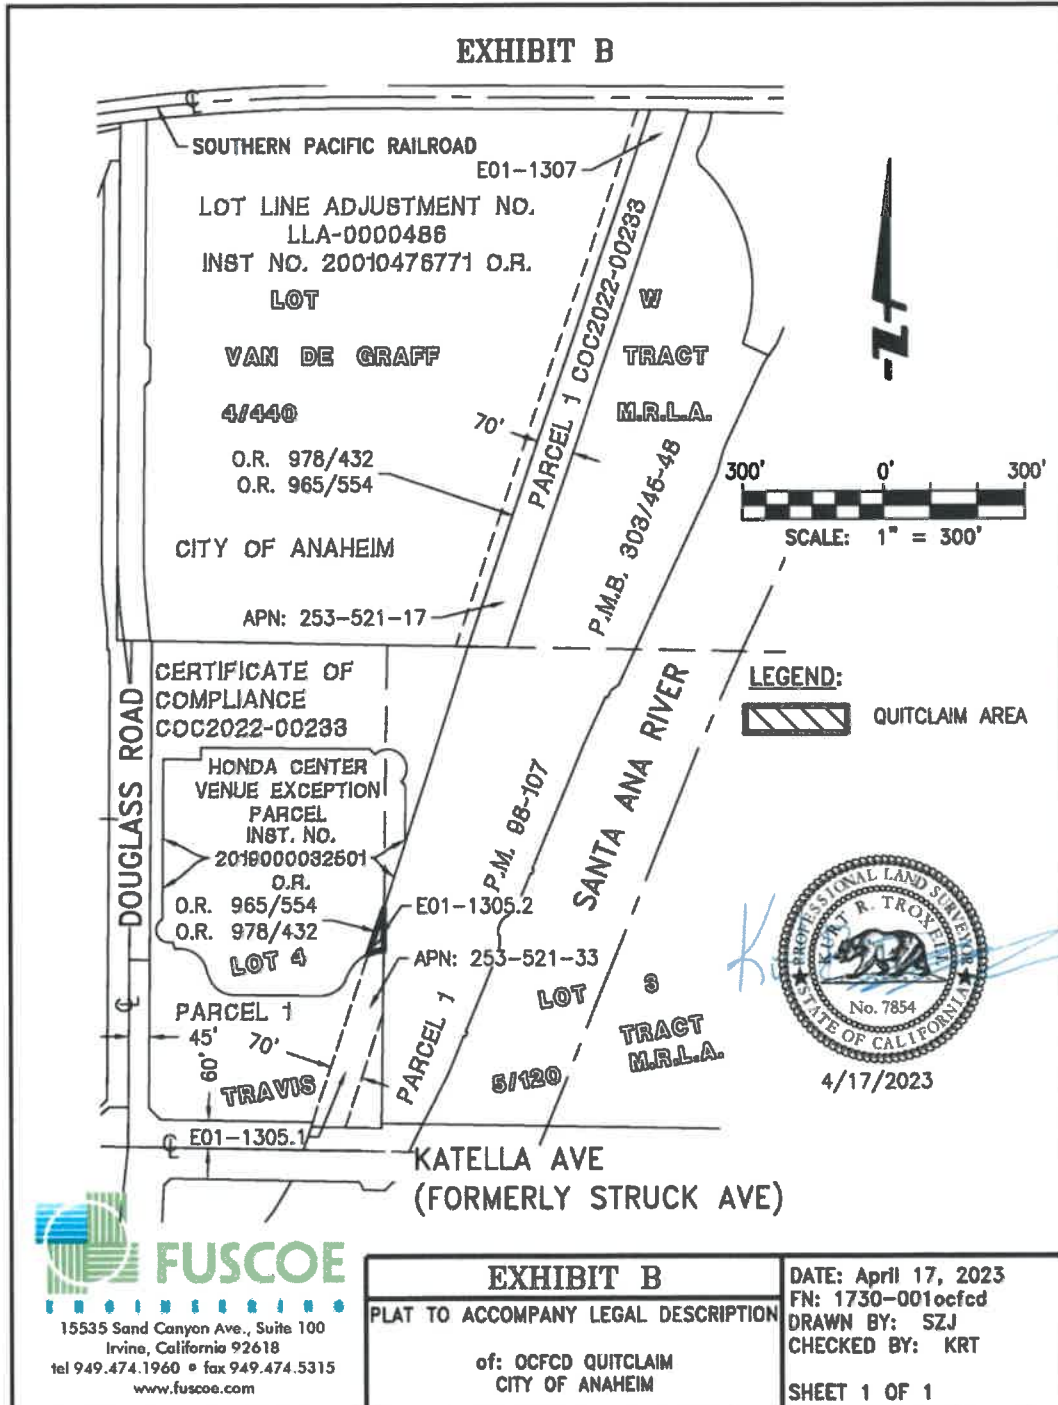 EXHIBIT B
SOUTHERN PACIFIC RAILROAD
E01-1307
LOT LINE ADJUSTMENT NO.
LLA-0000486
INST NO. 20010476771 O.R.
LOT
W
VAN DE GRAFF
TRACT
4/440
M.R.L.A.
70'
PARCEL 1 COC2022-00233
O.R. 978/432
O.R. 965/554
P.M.B. 303/45-48
300' 0' 300'
SCALE: 1" = 300'
CITY OF ANAHEIM
APN: 253-521-17
CERTIFICATE OF
COMPLIANCE
COC2022-00233
LEGEND:
QUITCLAIM AREA
DOUGLASS ROAD
HONDA CENTER
VENUE EXCEPTION
PARCEL
INST. NO.
2019000032601
O.R.
O.R. 965/554
O.R. 978/432
LOT 4
P.M. 98-107
SANTA ANA RIVER
E01-1305.2
APN: 253-521-33
LOT 3
TRACT
M.R.L.A.
5/120
PARCEL 1
PARCEL 1
45'
70'
60'
TRAVIS
E01-1305.1
KATELLA AVE
(FORMERLY STRUCK AVE)
PROFESSIONAL LAND SURVEYOR
KURT R. TROXELL
No. 7854
STATE OF CALIFORNIA
4/17/2023
FUSCOE
ENGINEERING
15535 Sand Canyon Ave., Suite 100
Irvine, California 92618
tel 949.474.1960 ° fax 949.474.5315
www.fuscoe.com
EXHIBIT B
PLAT TO ACCOMPANY LEGAL DESCRIPTION
of: OCFCD QUITCLAIM
CITY OF ANAHEIM
DATE: April 17, 2023
FN: 1730-001ocfcd
DRAWN BY: SZJ
CHECKED BY: KRT
SHEET 1 OF 1